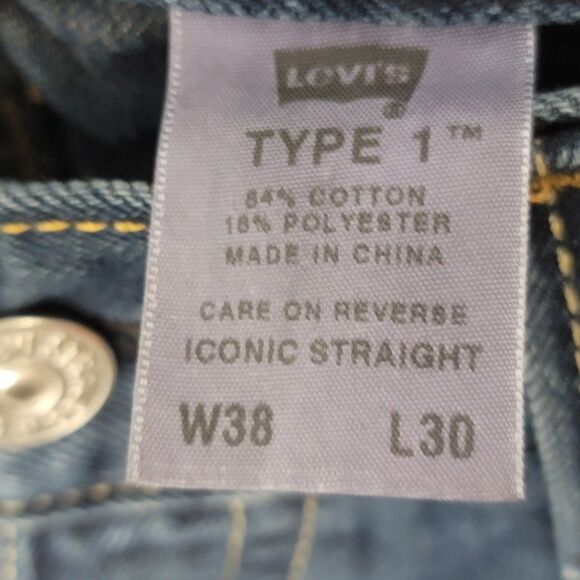 Levi's ®
TYPE 1™
84% COTTON
16% POLYESTER
MADE IN CHINA
CARE ON REVERSE
ICONIC STRAIGHT
W38 L30